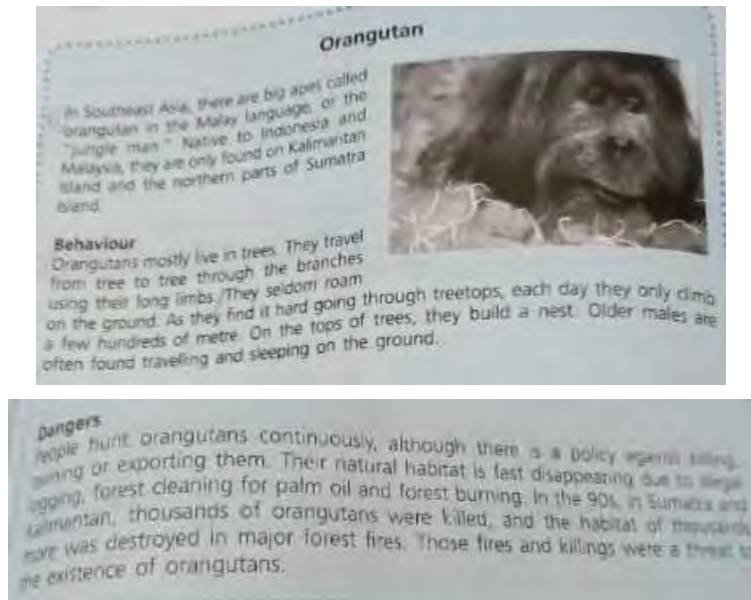 Orangutan
In Southeast Asia, there are big apes called
orangutan in the Malay language, or the
"jungle man." Native to Indonesia and
Malaysia, they are only found on Kalimantan
island and the northern parts of Sumatra
island.
Behaviour
Orangutans mostly live in trees. They travel
from tree to tree through the branches
using their long limbs. They seldom roam
on the ground. As they find it hard going through treetops, each day they only climb
a few hundreds of metre. On the tops of trees, they build a nest. Older males are
often found travelling and sleeping on the ground.
Dangers
People hunt orangutans continuously, although there is a policy against killing,
owning or exporting them. Their natural habitat is fast disappearing due to illegal
logging, forest cleaning for palm oil and forest burning. In the 90s, in Sumatra and
Kalimantan, thousands of orangutans were killed, and the habitat of thousands
more was destroyed in major forest fires. Those fires and killings were a threat to
the existence of orangutans.